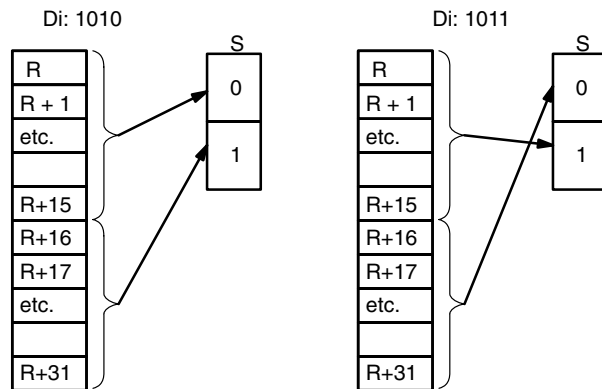 Di: 1010
S
R
R + 1
etc.
R+15
R+16
R+17
etc.
R+31
0
1
Di: 1011
S
R
R + 1
etc.
R+15
R+16
R+17
etc.
R+31
0
1